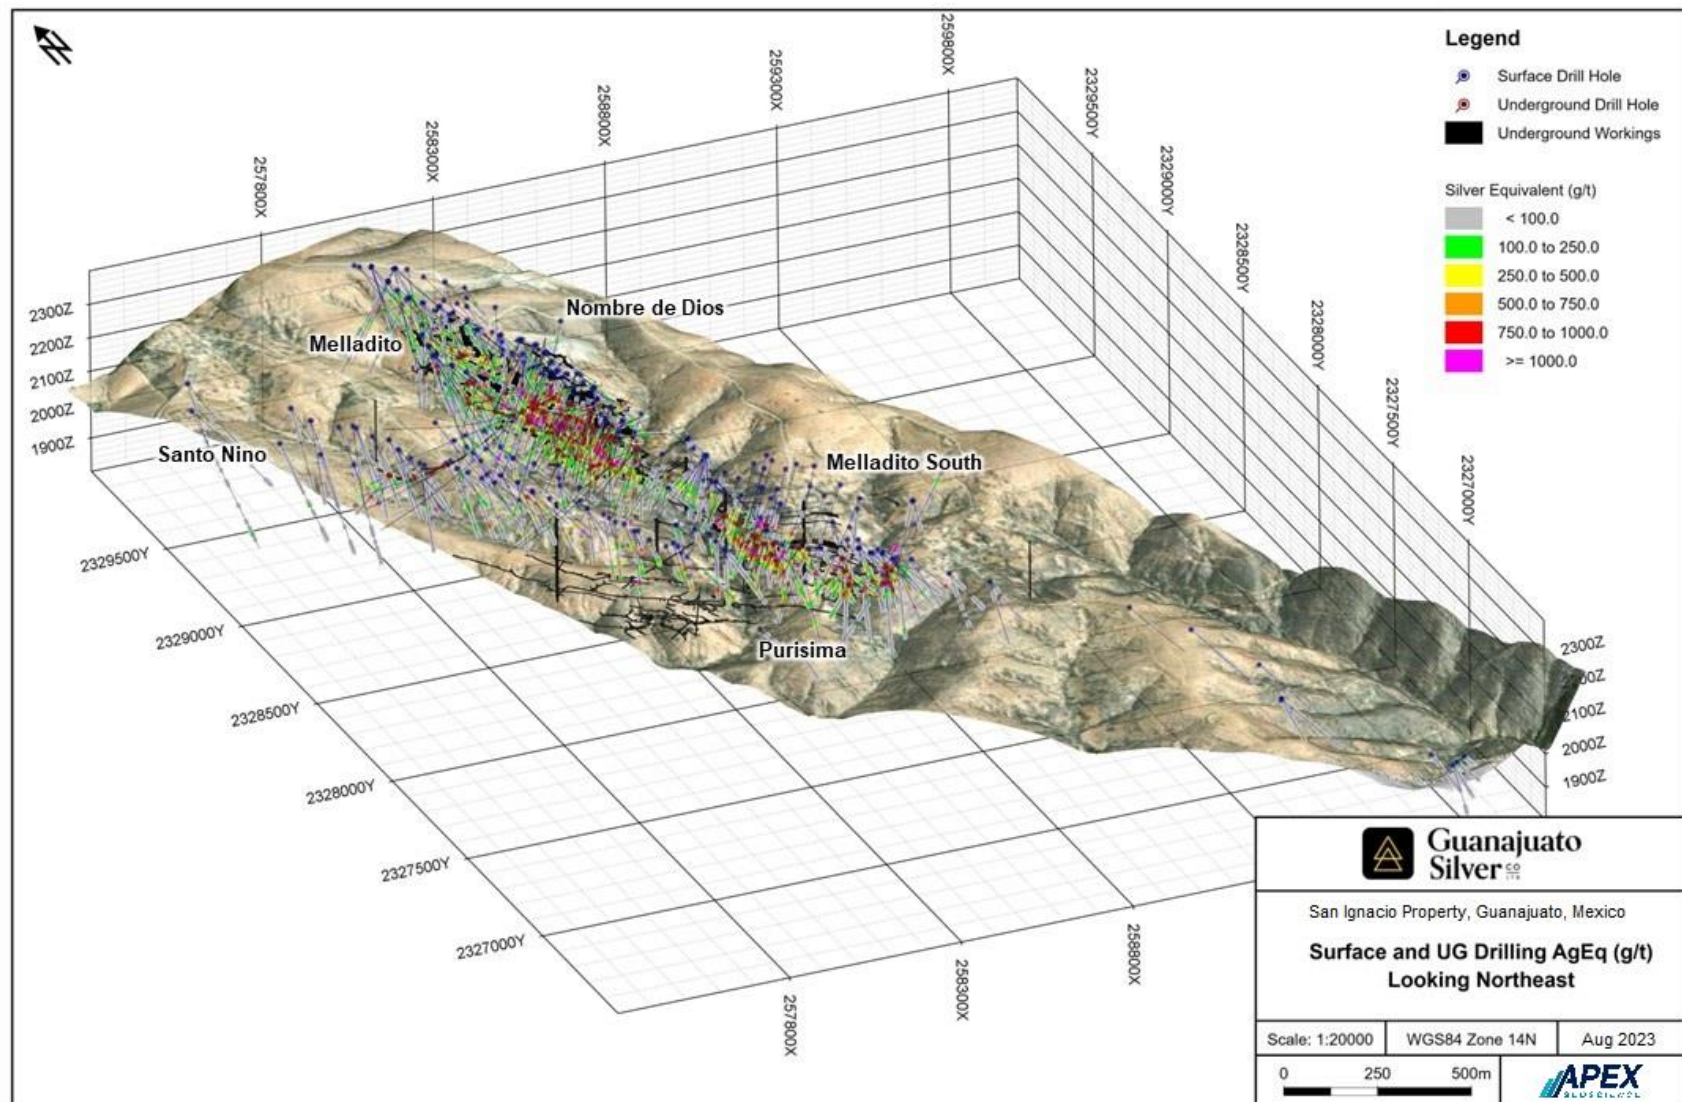 Legend
Surface Drill Hole
Underground Drill Hole
Underground Workings
Silver Equivalent (g/t)
< 100.0
100.0 to 250.0
250.0 to 500.0
500.0 to 750.0
750.0 to 1000.0
>= 1000.0
257800X
258300X
258800X
259300X
259800X
2329500Y
2329000Y
2328500Y
2328000Y
2327500Y
2327000Y
2300Z
2200Z
2100Z
2000Z
1900Z
Nombre de Dios
Melladito
Santo Nino
Melladito South
Purisima
2329500Y
2329000Y
2328500Y
2328000Y
2327500Y
2327000Y
2300Z
2100Z
2000Z
1900Z
257800X
258300X
258800X
Guanajuato
Silver CO LTD
San Ignacio Property, Guanajuato, Mexico
Surface and UG Drilling AgEq (g/t)
Looking Northeast
Scale: 1:20000
WGS84 Zone 14N
Aug 2023
0 250 500m
APEX
GEOSCIENCE